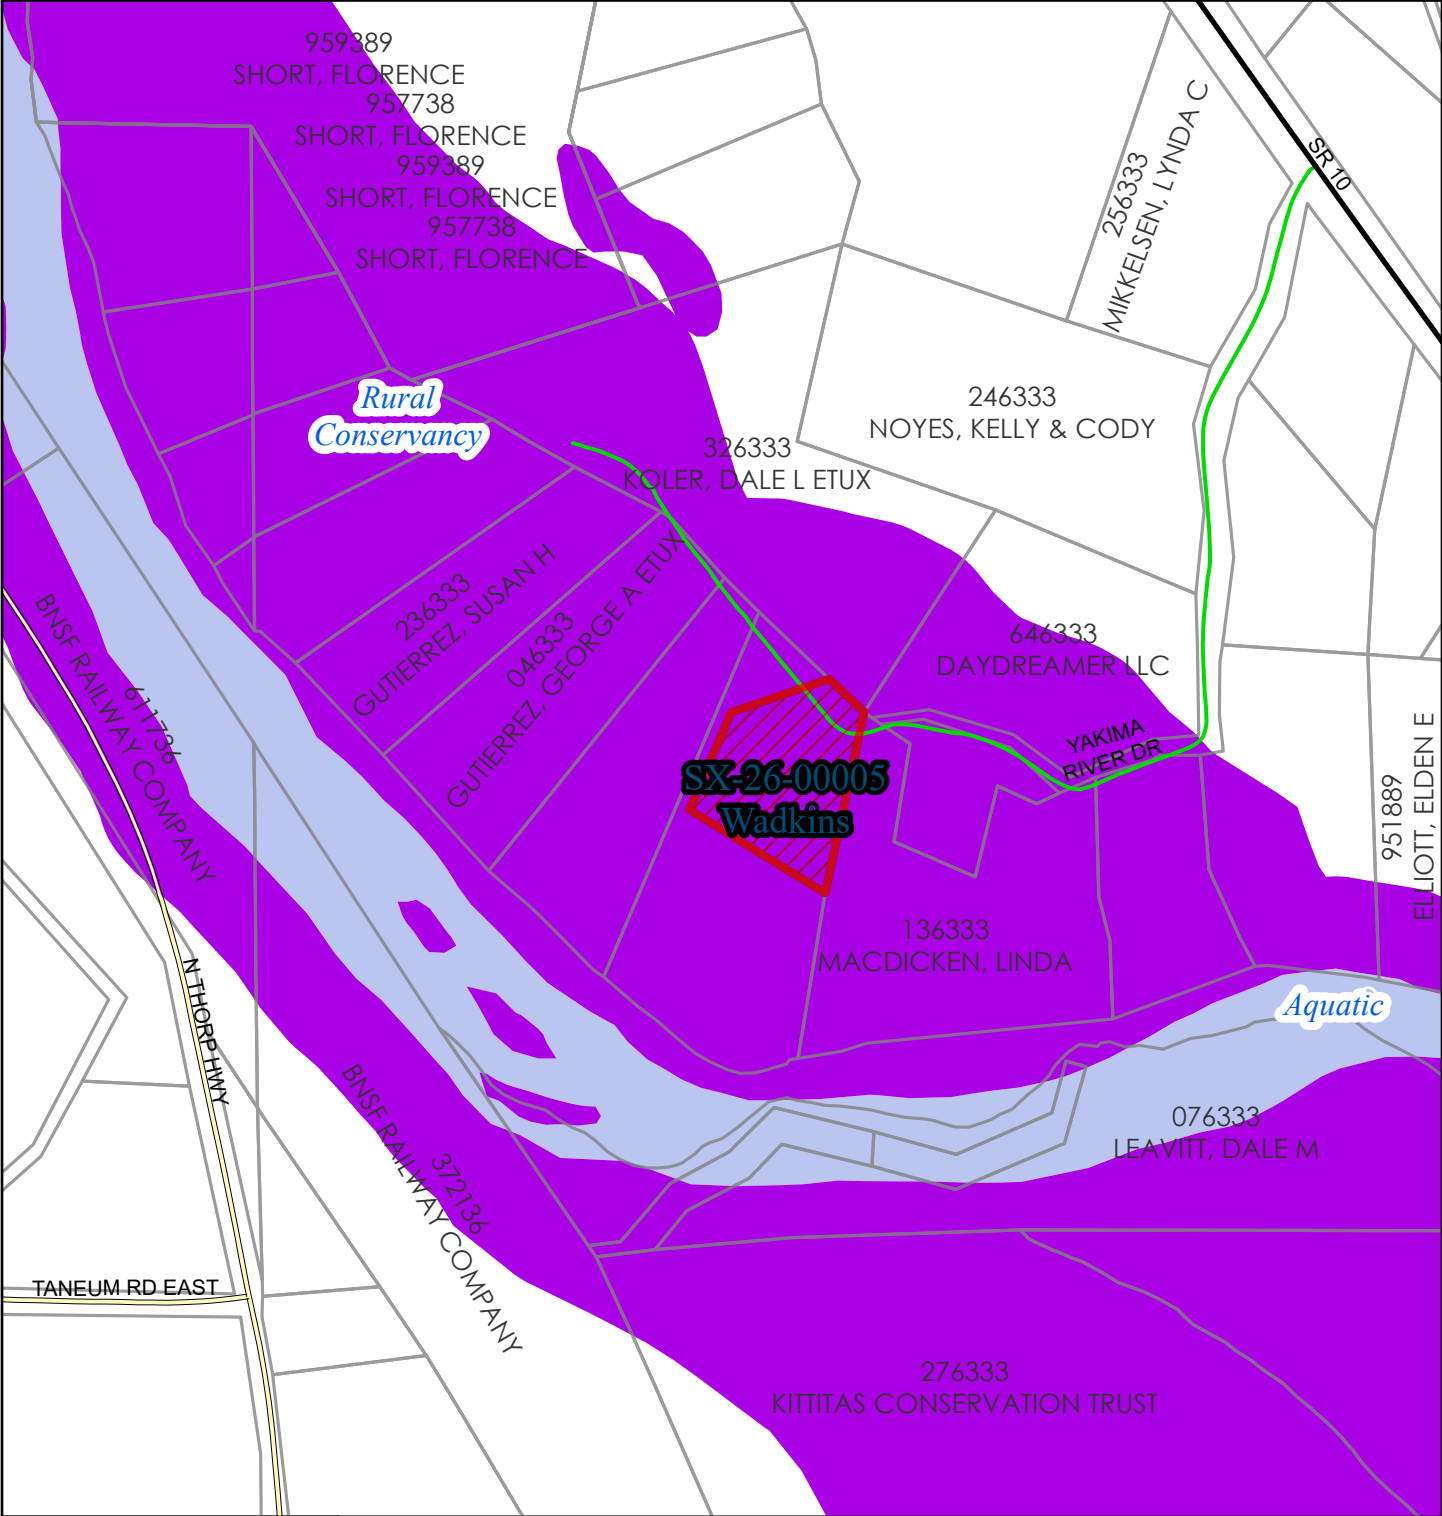 959389
SHORT, FLORENCE
957738
SHORT, FLORENCE
959389
SHORT, FLORENCE
957738
SHORT, FLORENCE
256333
MIKKELSEN, LYNDA C
SR 10
Rural
Conservancy
246333
NOYES, KELLY & CODY
326333
KOLER, DALE L ETUX
236333
GUTIERREZ, SUSAN H
046333
GUTIERREZ, GEORGE A ETUX
646333
DAYDREAMER LLC
611736
BNSF RAILWAY COMPANY
YAKIMA
RIVER DR
SX-26-00005
Wadkins
951889
ELLIOTT, ELDEN E
136333
MACDICKEN, LINDA
N THORP HWY
Aquatic
076333
LEAVITT, DALE M
372136
BNSF RAILWAY COMPANY
TANEUM RD EAST
276333
KITTITAS CONSERVATION TRUST